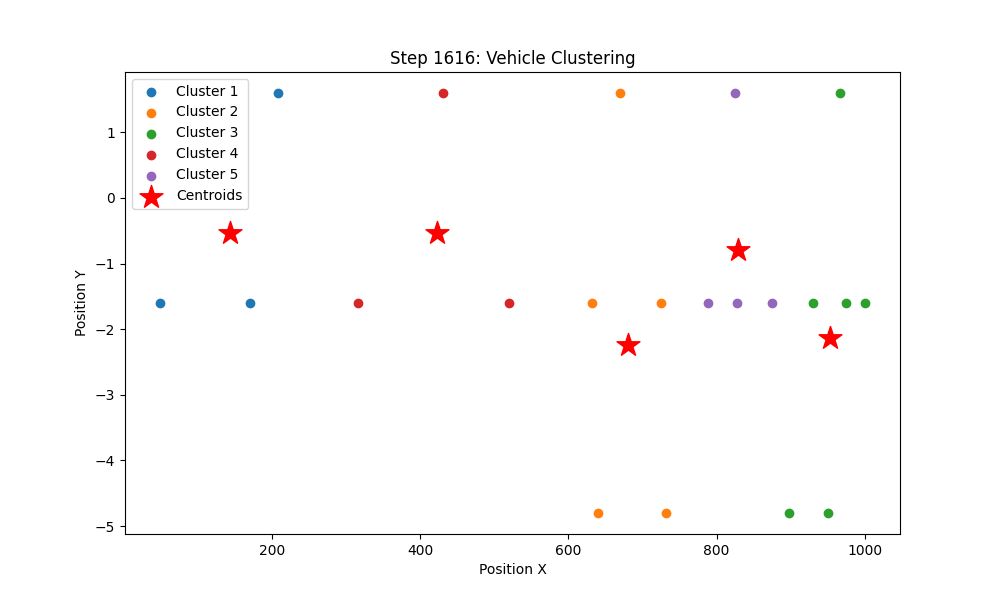 Step 1616: Vehicle Clustering
Cluster 1
Cluster 2
Cluster 3
Cluster 4
Cluster 5
Centroids
1
0
−1
−2
−3
−4
−5
Position Y
200
400
600
800
1000
Position X